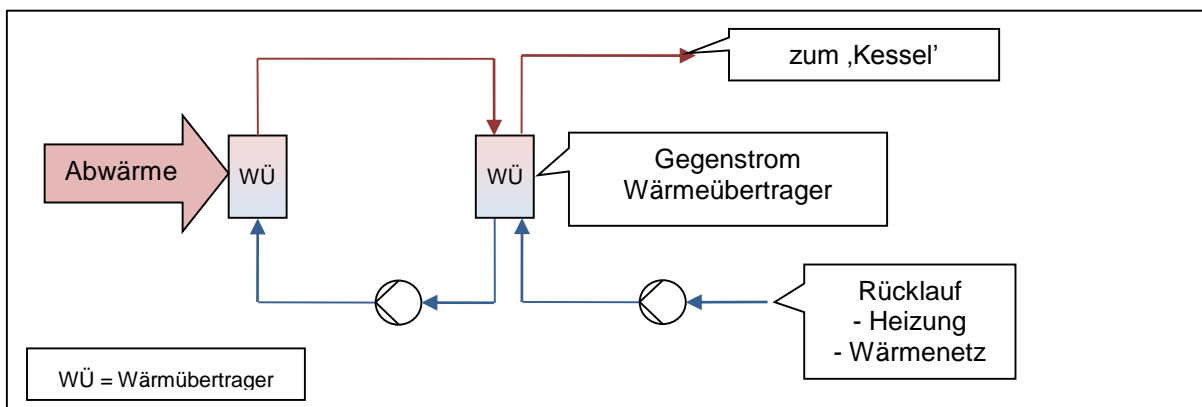 zum ‚Kessel’
Abwärme
WÜ
WÜ
Gegenstrom
Wärmeübertrager
Rücklauf
- Heizung
- Wärmenetz
WÜ = Wärmübertrager